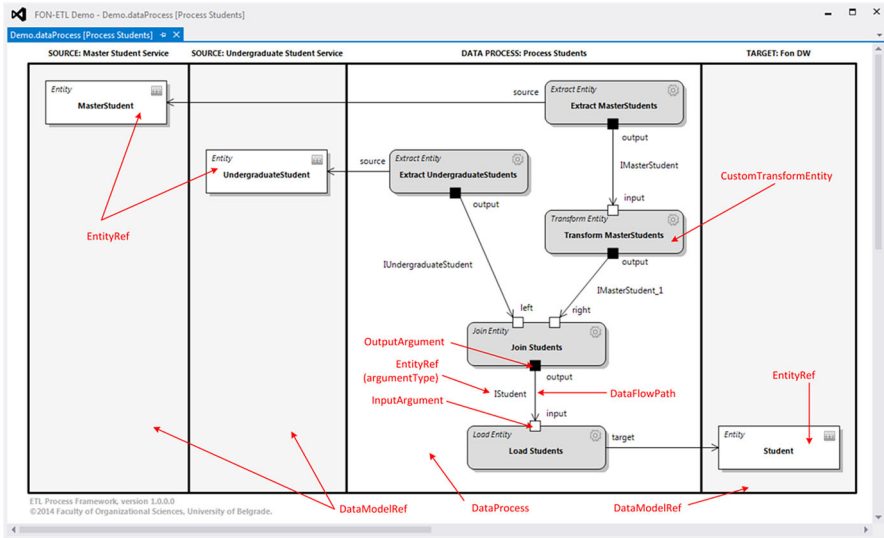 FON-ETL Demo - Demo.dataProcess [Process Students]
Demo.dataProcess [Process Students]
SOURCE: Master Student Service
SOURCE: Undergraduate Student Service
DATA PROCESS: Process Students
TARGET: Fon DW
Entity
MasterStudent
source
Extract Entity
Extract MasterStudents
output
IMasterStudent
Entity
UndergraduateStudent
source
Extract Entity
Extract UndergraduateStudents
output
input
CustomTransformEntity
Transform Entity
Transform MasterStudents
output
EntityRef
IUndergraduateStudent
IMasterStudent_1
left
right
Join Entity
Join Students
OutputArgument
output
EntityRef
(argumentType)
IStudent
DataFlowPath
EntityRef
InputArgument
input
Load Entity
Load Students
target
Entity
Student
ETL Process Framework, version 1.0.0.0
©2014 Faculty of Organizational Sciences, University of Belgrade.
DataModelRef
DataProcess
DataModelRef